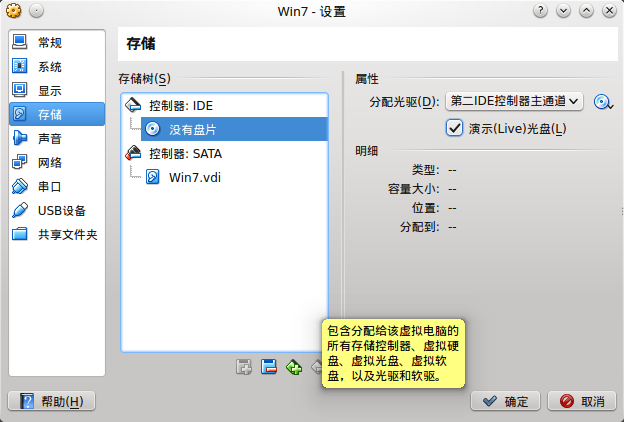 Win7 - 设置
常规
系统
显示
存储
声音
网络
串口
USB设备
共享文件夹
存储
存储树(S)
控制器: IDE
没有盘片
控制器: SATA
Win7.vdi
属性
分配光驱(D): 第二IDE控制器主通道
演示(Live)光盘(L)
明细
类型: --
容量大小: --
位置: --
分配到: --
包含分配给该虚拟电脑的
所有存储控制器、虚拟硬
盘、虚拟光盘、虚拟软
盘，以及光驱和软驱。
帮助(H)
确定
取消